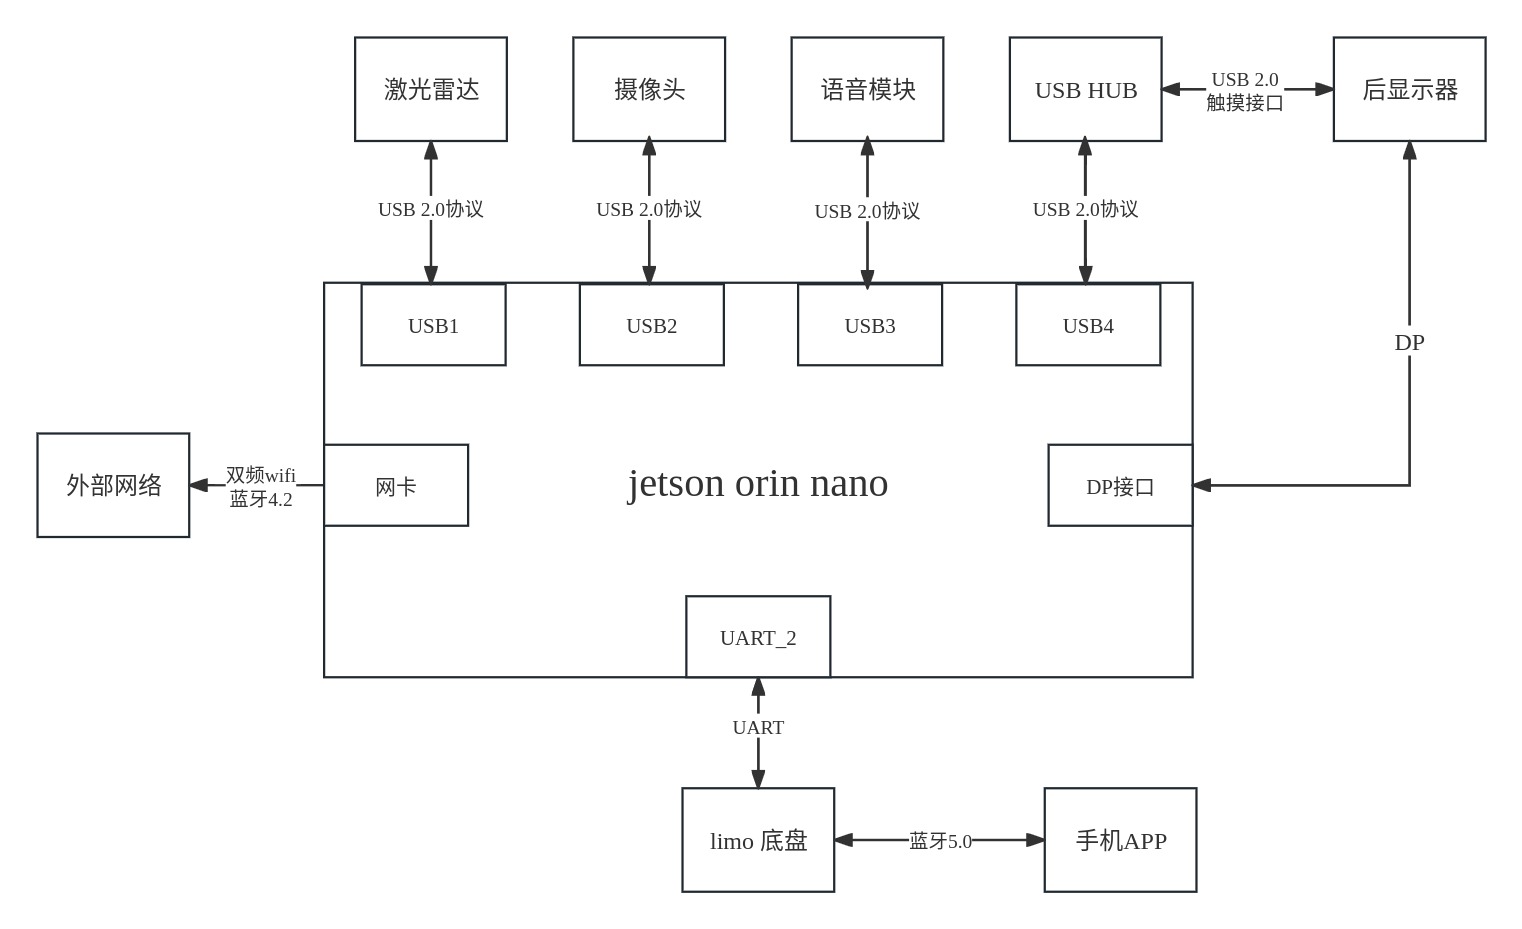 激光雷达
摄像头
语音模块
USB HUB
USB 2.0
触摸接口
后显示器
USB 2.0协议
USB 2.0协议
USB 2.0协议
USB 2.0协议
USB1
USB2
USB3
USB4
DP
外部网络
双频wifi
蓝牙4.2
网卡
jetson orin nano
DP接口
UART_2
UART
limo 底盘
蓝牙5.0
手机APP